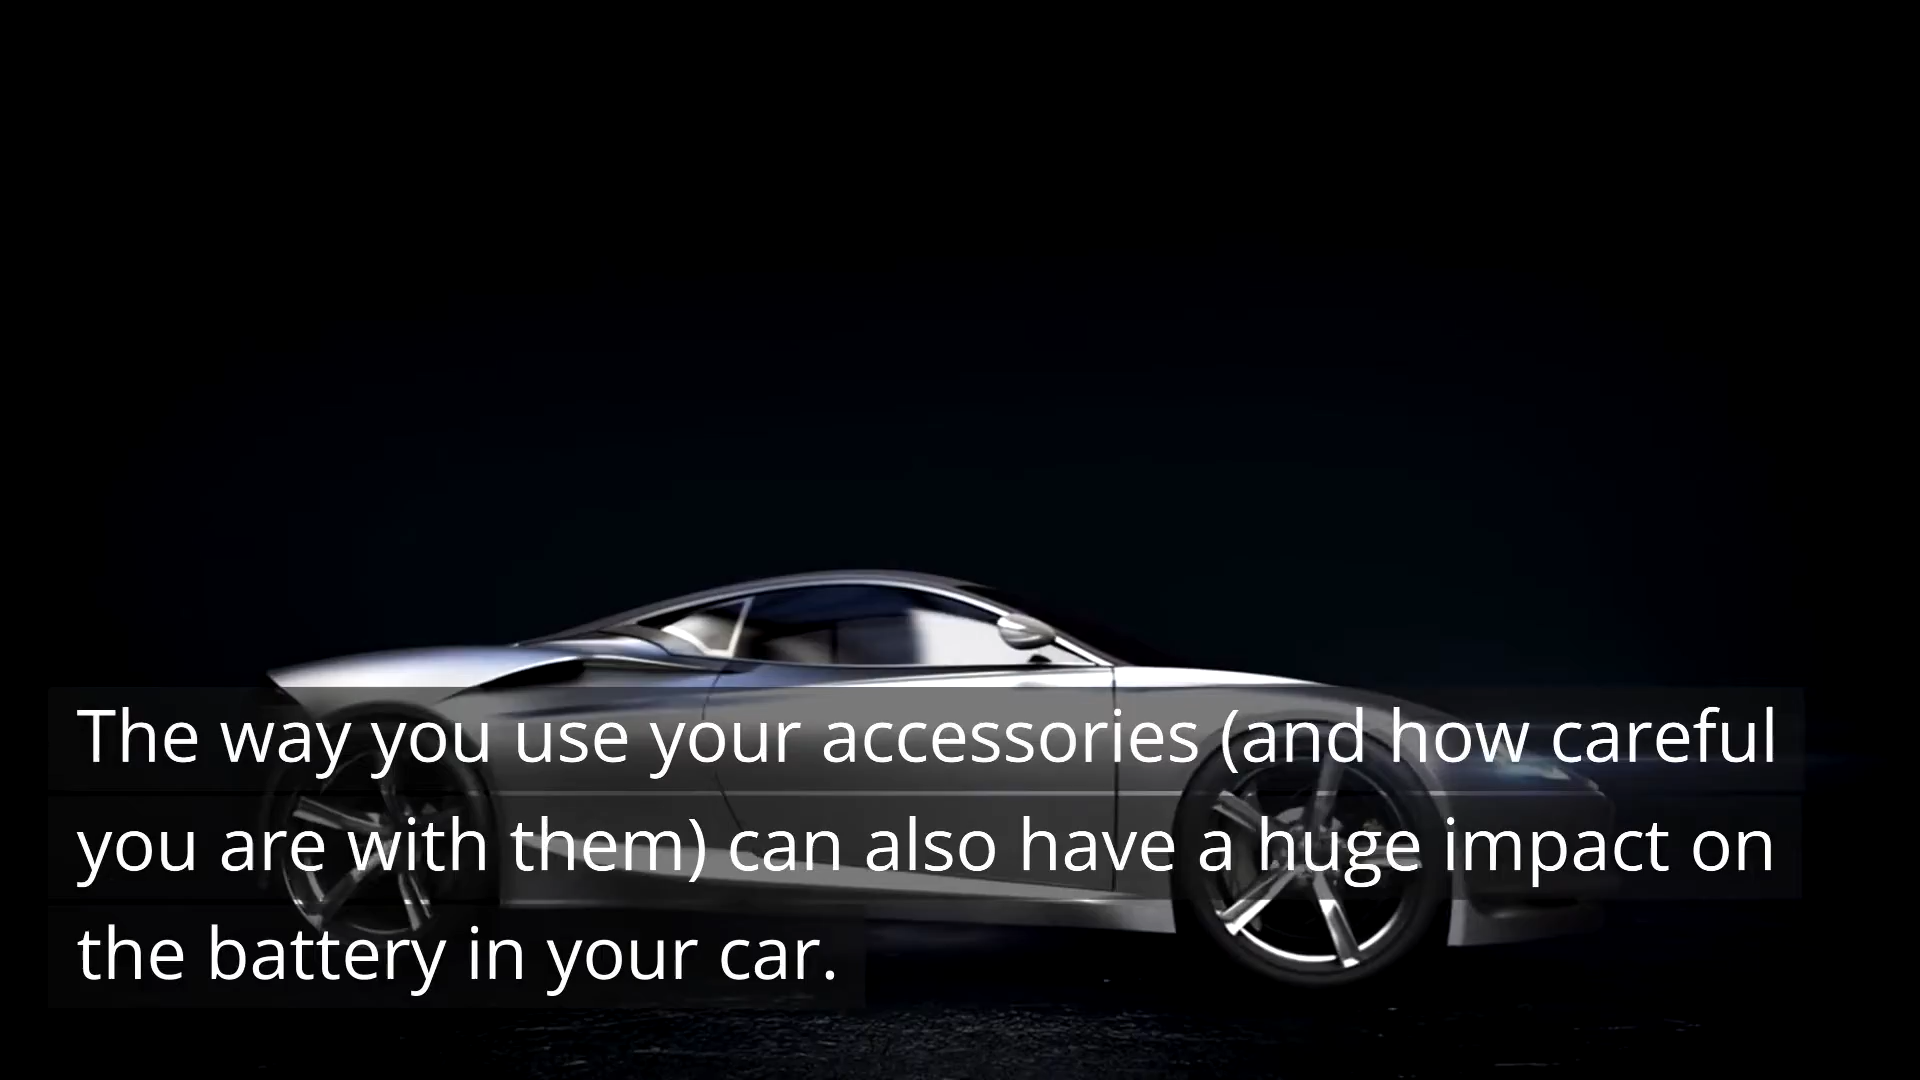 The way you use your accessories (and how careful
you are with them) can also have a huge impact on
the battery in your car.